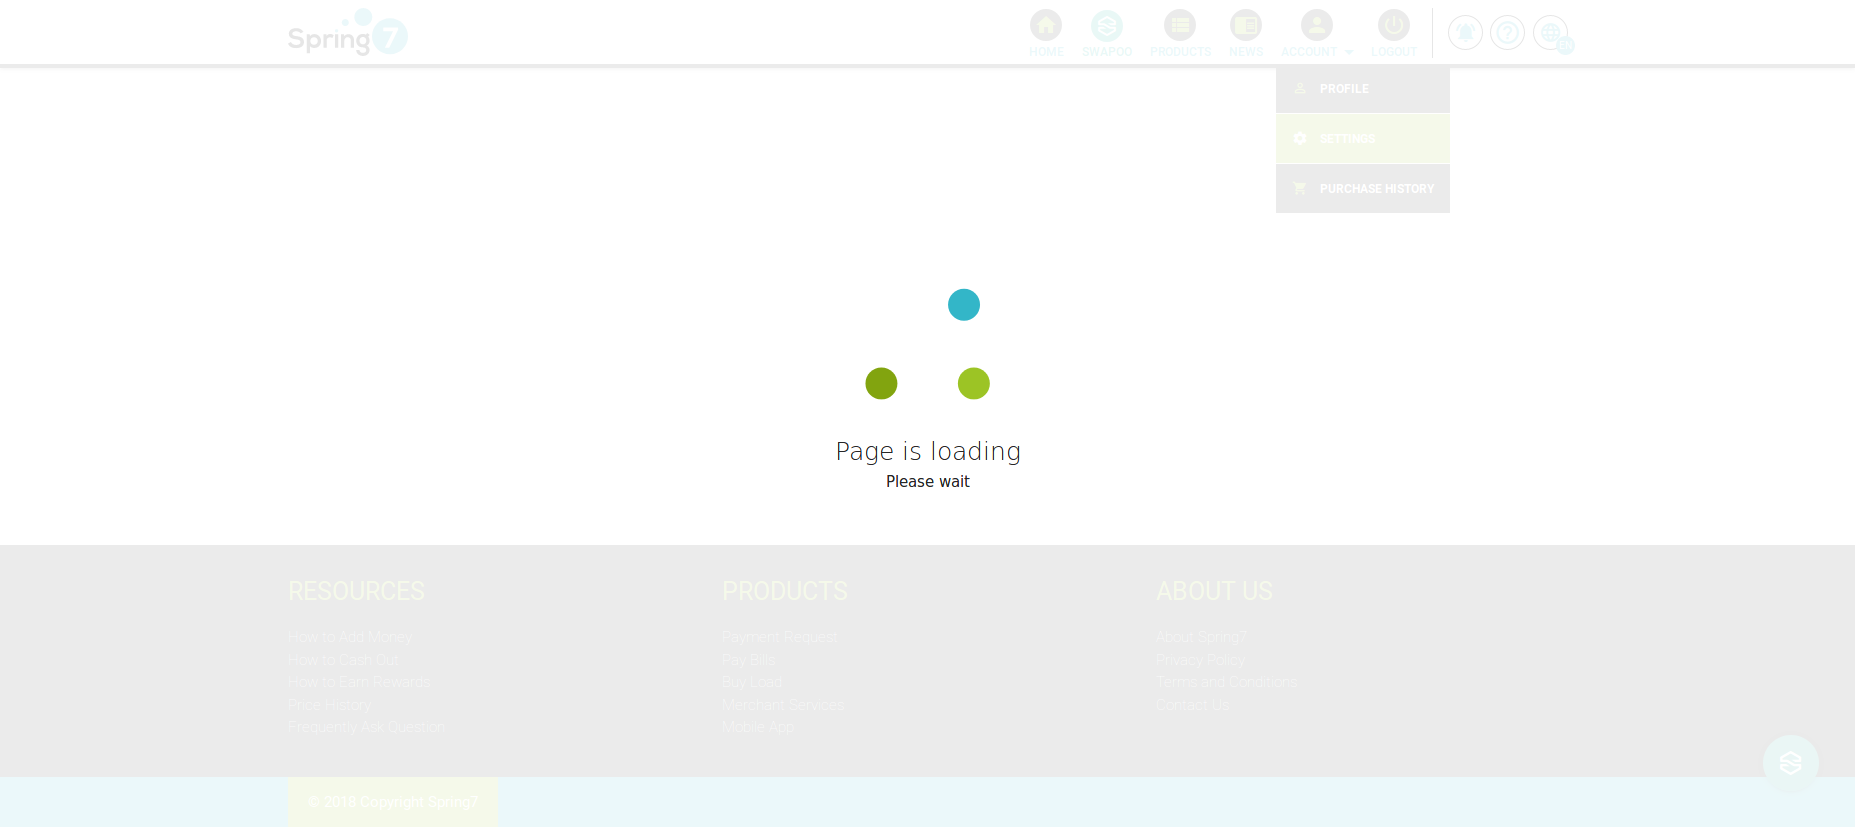 Spring 7
HOME SWAPOO PRODUCTS NEWS ACCOUNT LOGOUT EN
PROFILE
SETTINGS
PURCHASE HISTORY
Page is loading
Please wait
RESOURCES
How to Add Money
How to Cash Out
How to Earn Rewards
Price History
Frequently Ask Question
PRODUCTS
Payment Request
Pay Bills
Buy Load
Merchant Services
Mobile App
ABOUT US
About Spring7
Privacy Policy
Terms and Conditions
Contact Us
© 2018 Copyright Spring7